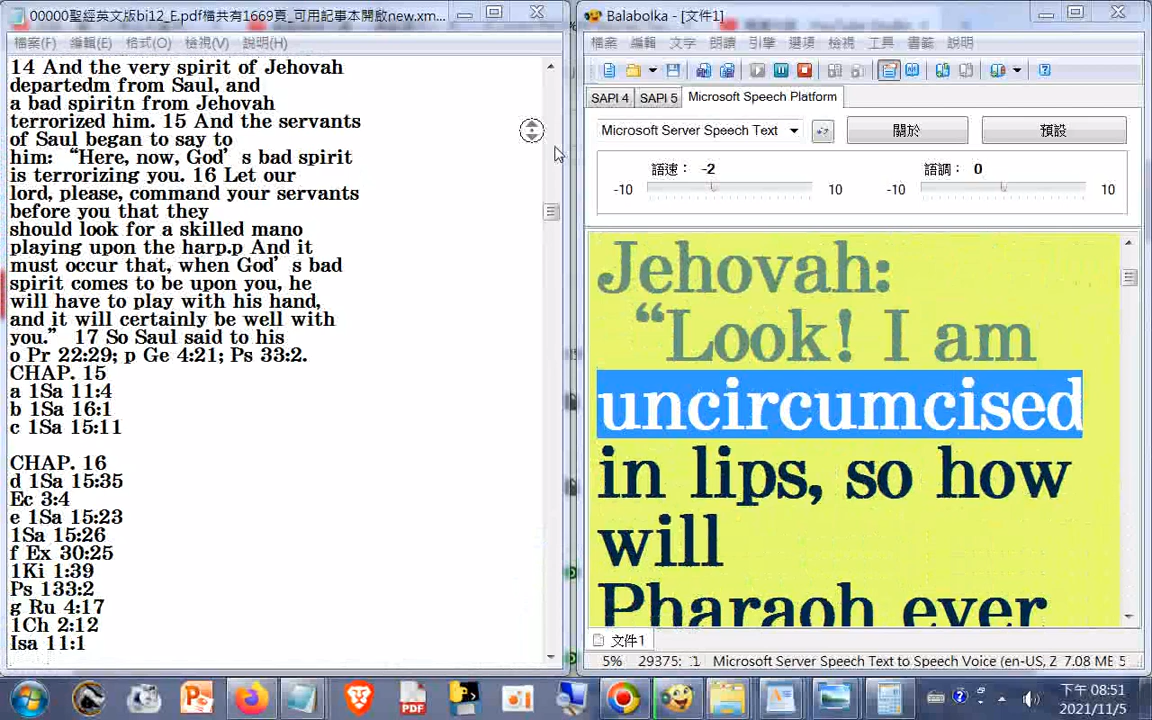 00000聖經英文版bi12_E.pdf檔共有1669頁_可用記事本開啟new.xm...
檔案(F) 編輯(E) 格式(O) 檢視(V) 說明(H)
14 And the very spirit of Jehovah
departedm from Saul, and
a bad spiritn from Jehovah
terrorized him. 15 And the servants
of Saul began to say to
him: “Here, now, God’s bad spirit
is terrorizing you. 16 Let our
lord, please, command your servants
before you that they
should look for a skilled mano
playing upon the harp.p And it
must occur that, when God’s bad
spirit comes to be upon you, he
will have to play with his hand,
and it will certainly be well with
you.” 17 So Saul said to his
o Pr 22:29; p Ge 4:21; Ps 33:2.
CHAP. 15
a 1Sa 11:4
b 1Sa 16:1
c 1Sa 15:11
CHAP. 16
d 1Sa 15:35
Ec 3:4
e 1Sa 15:23
1Sa 15:26
f Ex 30:25
1Ki 1:39
Ps 133:2
g Ru 4:17
1Ch 2:12
Isa 11:1
Balabolka - [文件1]
檔案 編輯 文字 朗讀 引擎 選項 檢視 工具 書籤 說明
SAPI 4 SAPI 5 Microsoft Speech Platform
Microsoft Server Speech Text 關於 預設
語速: -2 語調: 0
-10 10 -10 10
Jehovah:
“Look! I am
uncircumcised
in lips, so how
will
Pharaoh ever
文件1
5% 29375: 1 Microsoft Server Speech Text to Speech Voice (en-US, Z 7.08 MB 5
PDF
下午 08:51
2021/11/5